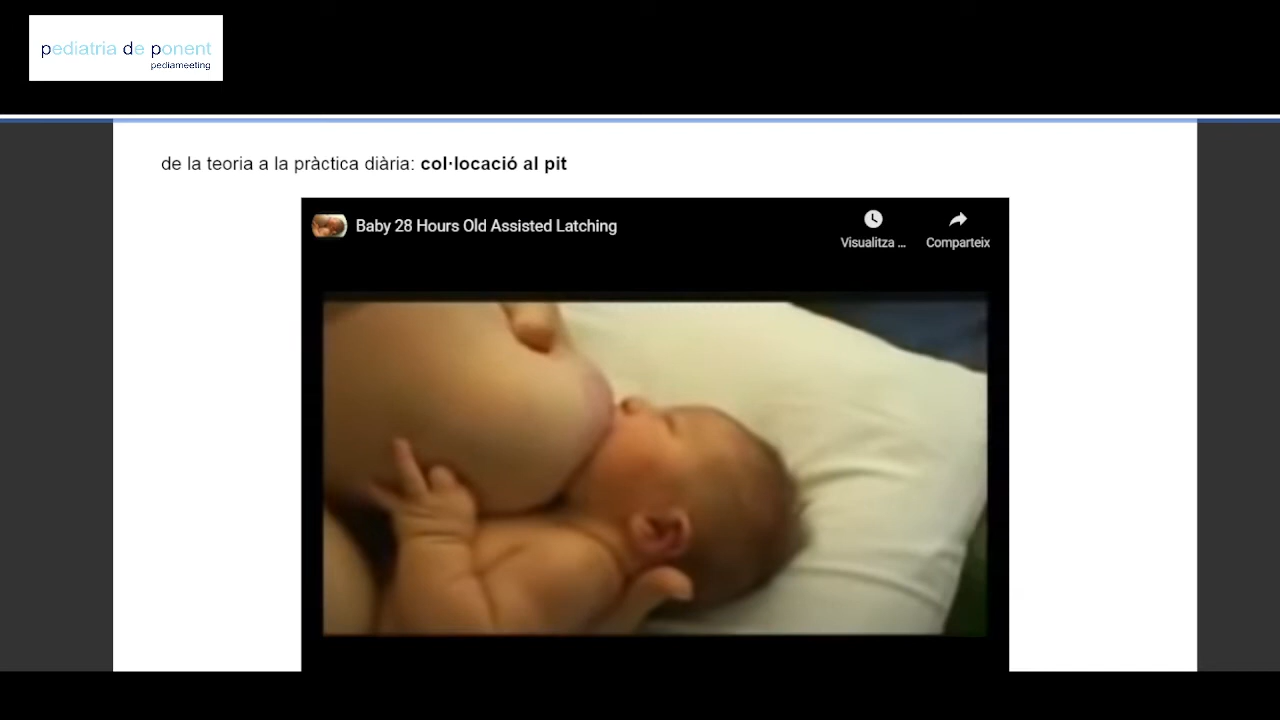 pediatria de ponent
pediameeting
de la teoria a la pràctica diària: col·locació al pit
Baby 28 Hours Old Assisted Latching
Visualitza ...
Comparteix